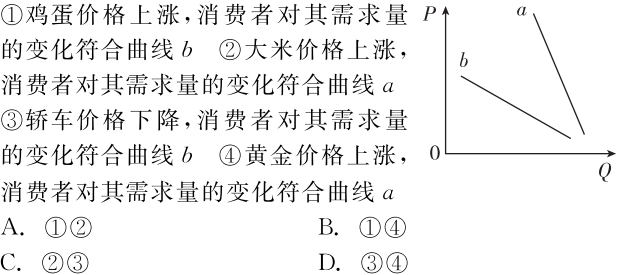 ①鸡蛋价格上涨,消费者对其需求量
的变化符合曲线b ②大米价格上涨,
消费者对其需求量的变化符合曲线a
③轿车价格下降,消费者对其需求量
的变化符合曲线b ④黄金价格上涨,
消费者对其需求量的变化符合曲线a
A. ①② B. ①④
C. ②③ D. ③④
P
a
b
0
Q